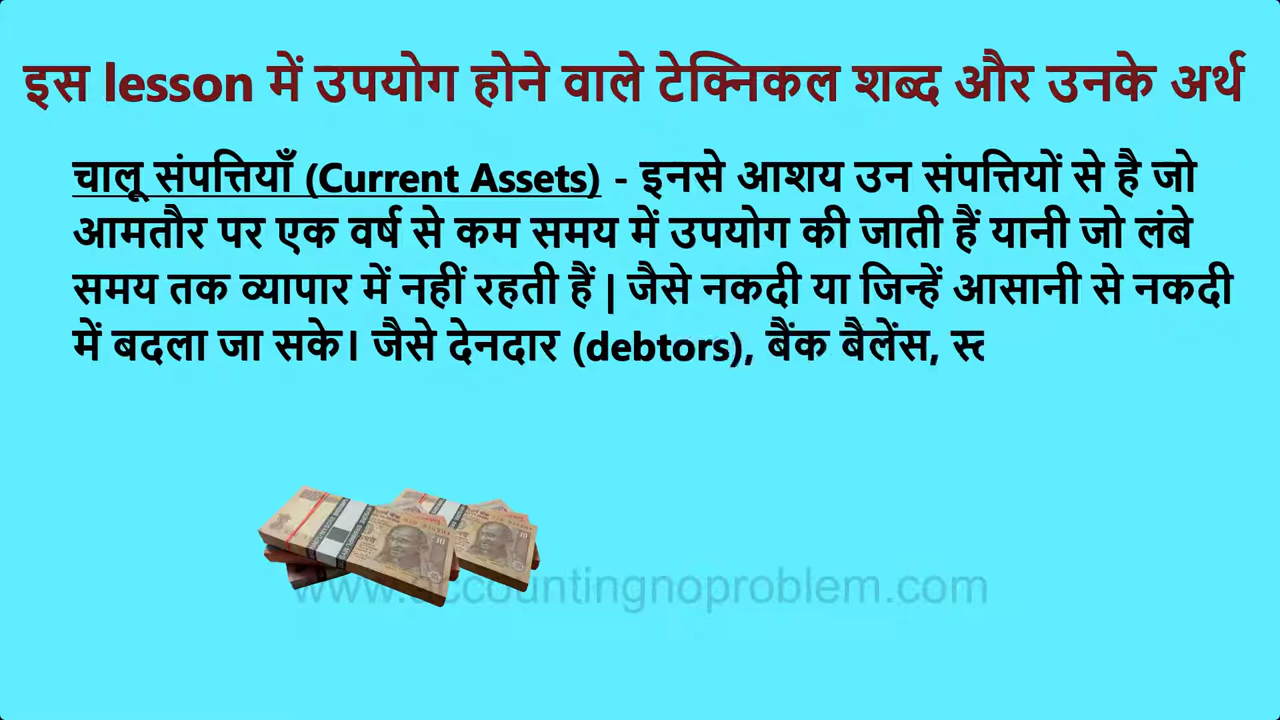 इस lesson में उपयोग होने वाले टेक्निकल शब्द और उनके अर्थ
चालू संपत्तियाँ (Current Assets) - इनसे आशय उन संपत्तियों से है जो
आमतौर पर एक वर्ष से कम समय में उपयोग की जाती हैं यानी जो लंबे
समय तक व्यापार में नहीं रहती हैं | जैसे नकदी या जिन्हें आसानी से नकदी
में बदला जा सके। जैसे देनदार (debtors), बैंक बैलेंस,
www.accountingnoproblem.com